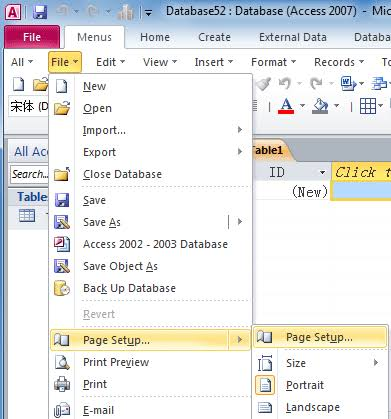 Database52 : Database (Access 2007) - Mic
File Menus Home Create External Data Databas
All File Edit View Insert Format Records To
宋体 (D
All Acc Table1
Search...
Table
ID Click t
(New)
New
Open
Import...
Export
Close Database
Save
Save As
Access 2002 - 2003 Database
Save Object As
Back Up Database
Revert
Page Setup... Page Setup...
Print Preview Size
Print Portrait
E-mail Landscape